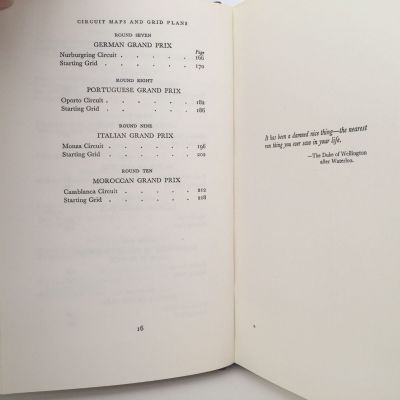 CIRCUIT MAPS AND GRID PLANS
ROUND SEVEN
GERMAN GRAND PRIX
Page
Nurburgring Circuit . . . . . 166
Starting Grid . . . . . . 170
ROUND EIGHT
PORTUGUESE GRAND PRIX
Oporto Circuit . . . . . . 182
Starting Grid . . . . . . 186
ROUND NINE
ITALIAN GRAND PRIX
Monza Circuit . . . . . . 196
Starting Grid . . . . . . 202
ROUND TEN
MOROCCAN GRAND PRIX
Casablanca Circuit . . . . . 212
Starting Grid . . . . . . 218
16
It has been a damned nice thing—the nearest
run thing you ever saw in your life.
—The Duke of Wellington
after Waterloo.